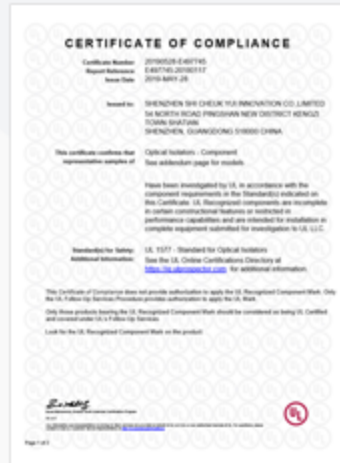 CERTIFICATE OF COMPLIANCE
Certificate Number 20190528-E497745
Report Reference E497745-20190117
Issue Date 2019-MAY-28
Issued to: SHENZHEN SHI CHEUK YUI INNOVATION CO.,LIMITED
54 NORTH ROAD PINGSHAN NEW DISTRICT KENGZI
TOWN SHATIAN
SHENZHEN, GUANGDONG 518000 CHINA
This certificate confirms that Optical Isolators - Component
representative samples of See addendum page for models
Have been investigated by UL in accordance with the
component requirements in the Standard(s) indicated on
this Certificate. UL Recognized components are incomplete
in certain constructional features or restricted in
performance capabilities and are intended for installation in
complete equipment submitted for investigation to UL LLC.
Standard(s) for Safety: UL 1577 - Standard for Optical Isolators
Additional Information: See the UL Online Certifications Directory at
https://iq.ulprospector.com for additional information.
This Certificate of Compliance does not provide authorization to apply the UL Recognized Component Mark. Only
the UL Follow-Up Services Procedure provides authorization to apply the UL Mark.
Only those products bearing the UL Recognized Component Mark should be considered as being UL Certified
and covered under UL's Follow-Up Services.
Look for the UL Recognized Component Mark on the product.
UL
Page 1 of 2